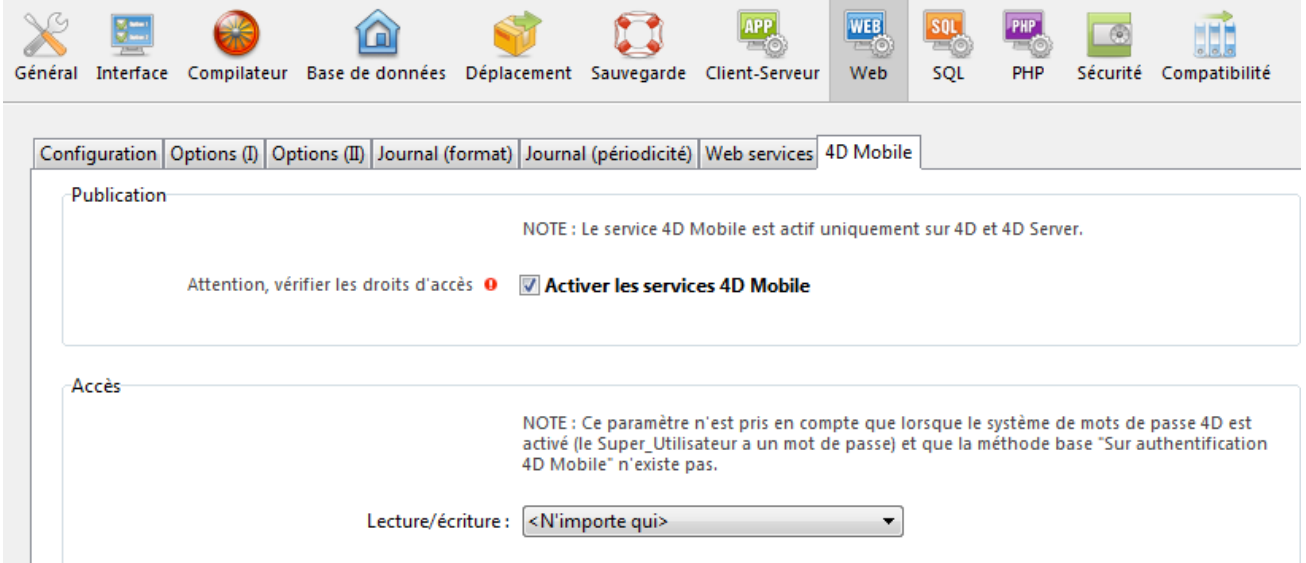 APP WEB SQL PHP
Général Interface Compilateur Base de données Déplacement Sauvegarde Client-Serveur Web SQL PHP Sécurité Compatibilité
Configuration Options (I) Options (II) Journal (format) Journal (périodicité) Web services 4D Mobile
Publication
NOTE : Le service 4D Mobile est actif uniquement sur 4D et 4D Server.
Attention, vérifier les droits d'accès Activer les services 4D Mobile
Accès
NOTE : Ce paramètre n'est pris en compte que lorsque le système de mots de passe 4D est
activé (le Super_Utilisateur a un mot de passe) et que la méthode base "Sur authentification
4D Mobile" n'existe pas.
Lecture/écriture : <N'importe qui>